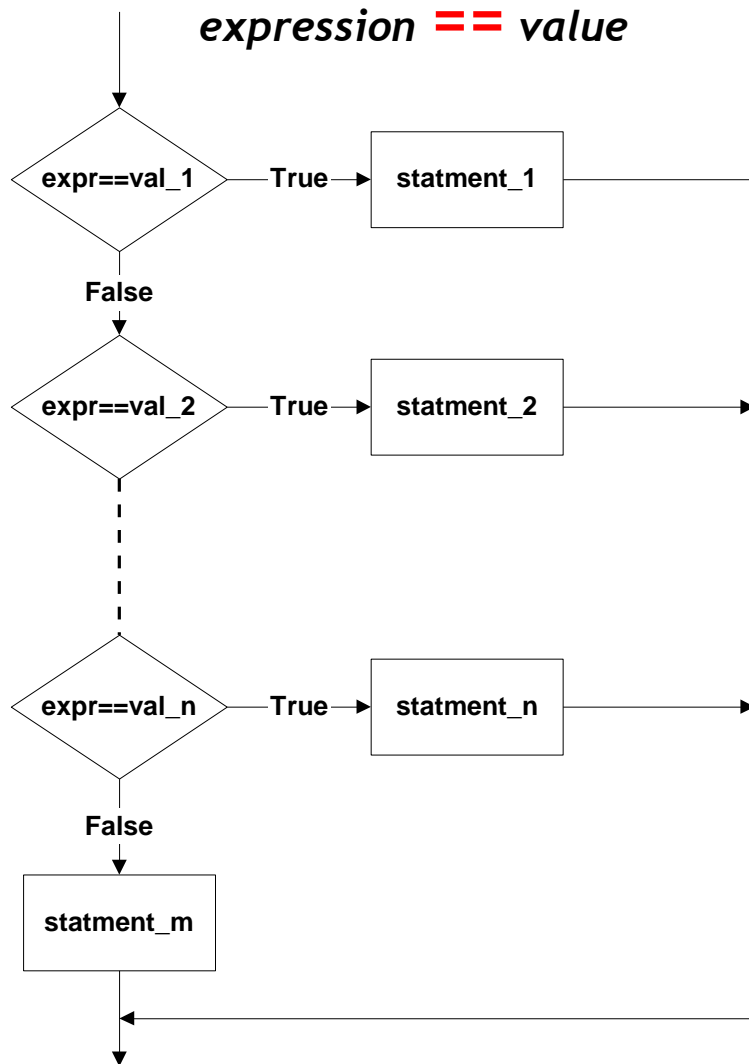 expression == value
expr==val_1
True
statment_1
False
expr==val_2
True
statment_2
expr==val_n
True
statment_n
False
statment_m